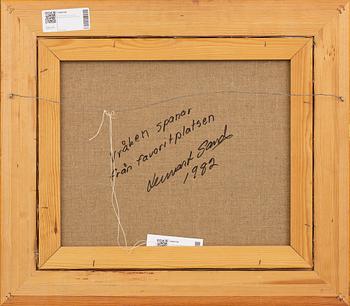 Vråken spanar
från favoritplatsen
Lennart Sand
1982